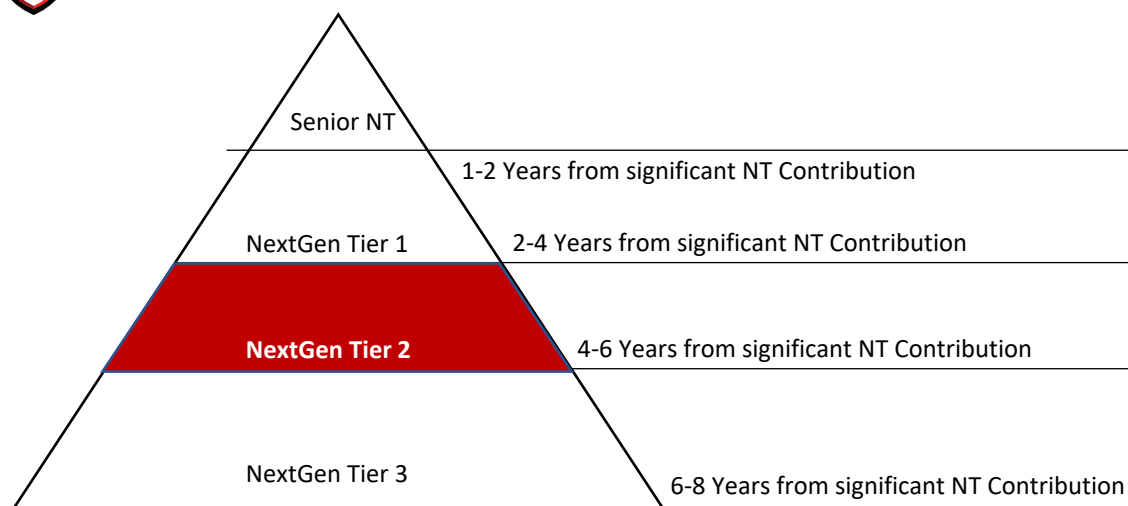 Senior NT
1-2 Years from significant NT Contribution
NextGen Tier 1
2-4 Years from significant NT Contribution
NextGen Tier 2
4-6 Years from significant NT Contribution
NextGen Tier 3
6-8 Years from significant NT Contribution